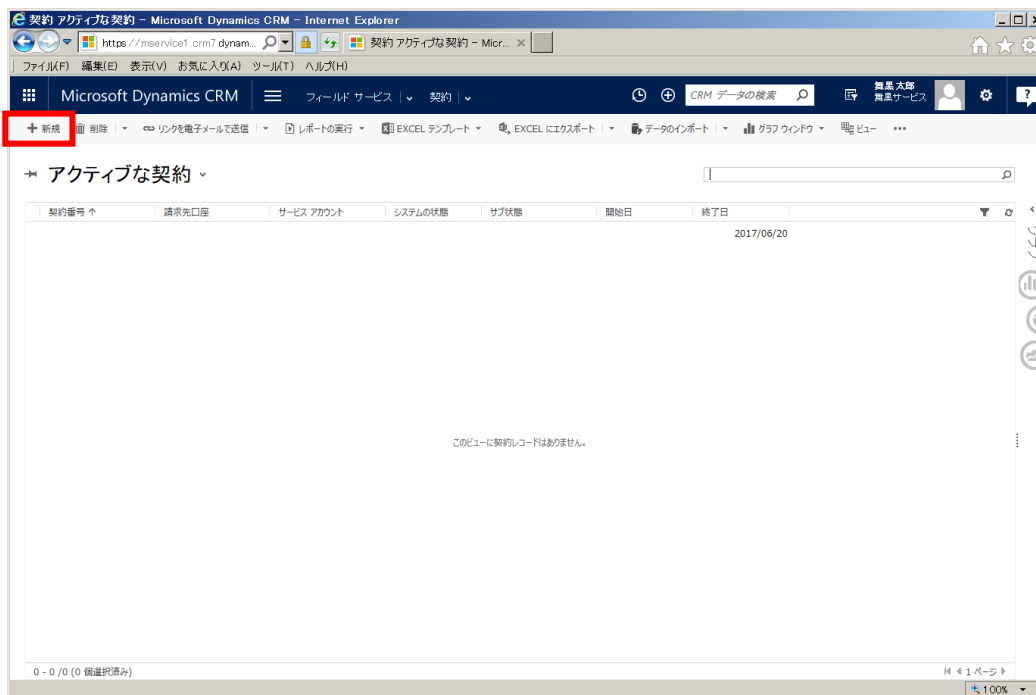 契約 アクティブな契約 - Microsoft Dynamics CRM - Internet Explorer
https://mservice1.crm7.dynam... 契約 アクティブな契約 - Micr...
ファイル(F) 編集(E) 表示(V) お気に入り(A) ツール(T) ヘルプ(H)
Microsoft Dynamics CRM フィールド サービス 契約 CRM データの検索 舞黒太郎 舞黒サービス ?
新規 削除 リンクを電子メールで送信 レポートの実行 EXCEL テンプレート EXCEL にエクスポート データのインポート グラフ ウィンドウ ビュー •••
アクティブな契約
契約番号 ↑ 請求先口座 サービス アカウント システムの状態 サブ状態 開始日 終了日
2017/06/20
このビューに契約レコードはありません。
0 - 0 /0 (0 個選択済み) 1 ページ
100%